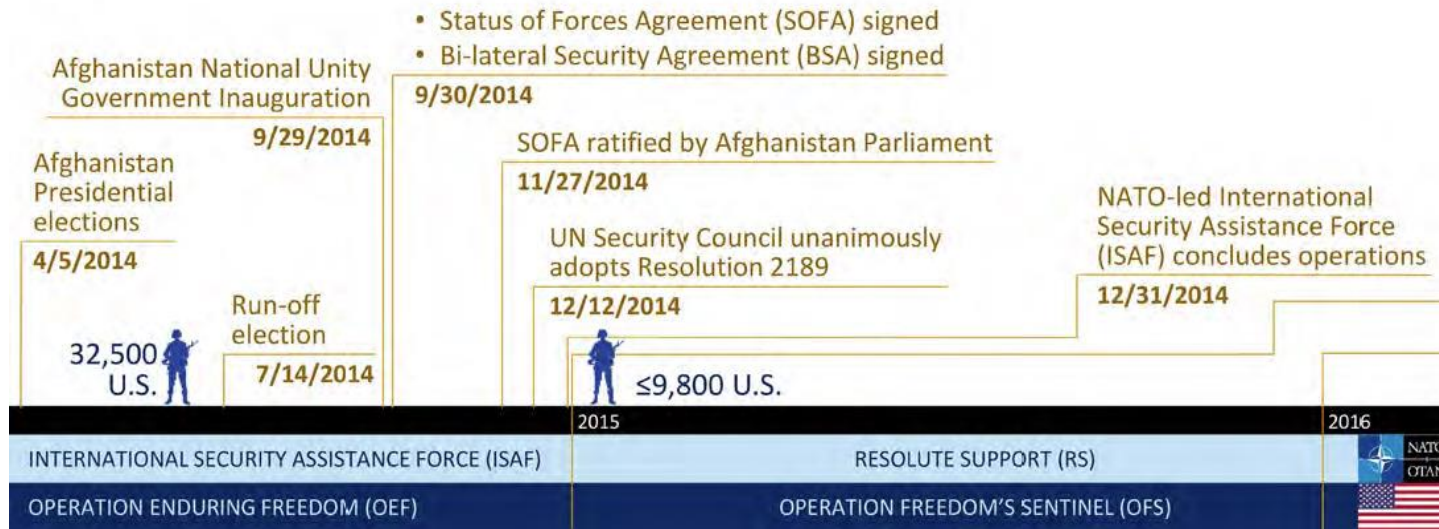 • Status of Forces Agreement (SOFA) signed
• Bi-lateral Security Agreement (BSA) signed
9/30/2014
Afghanistan National Unity
Government Inauguration
9/29/2014
SOFA ratified by Afghanistan Parliament
11/27/2014
Afghanistan
Presidential
elections
4/5/2014
NATO-led International
Security Assistance Force
(ISAF) concludes operations
12/31/2014
UN Security Council unanimously
adopts Resolution 2189
12/12/2014
Run-off
election
7/14/2014
32,500
U.S.
≤9,800 U.S.
2015
2016
INTERNATIONAL SECURITY ASSISTANCE FORCE (ISAF)
RESOLUTE SUPPORT (RS)
NATO
OTAN
OPERATION ENDURING FREEDOM (OEF)
OPERATION FREEDOM'S SENTINEL (OFS)